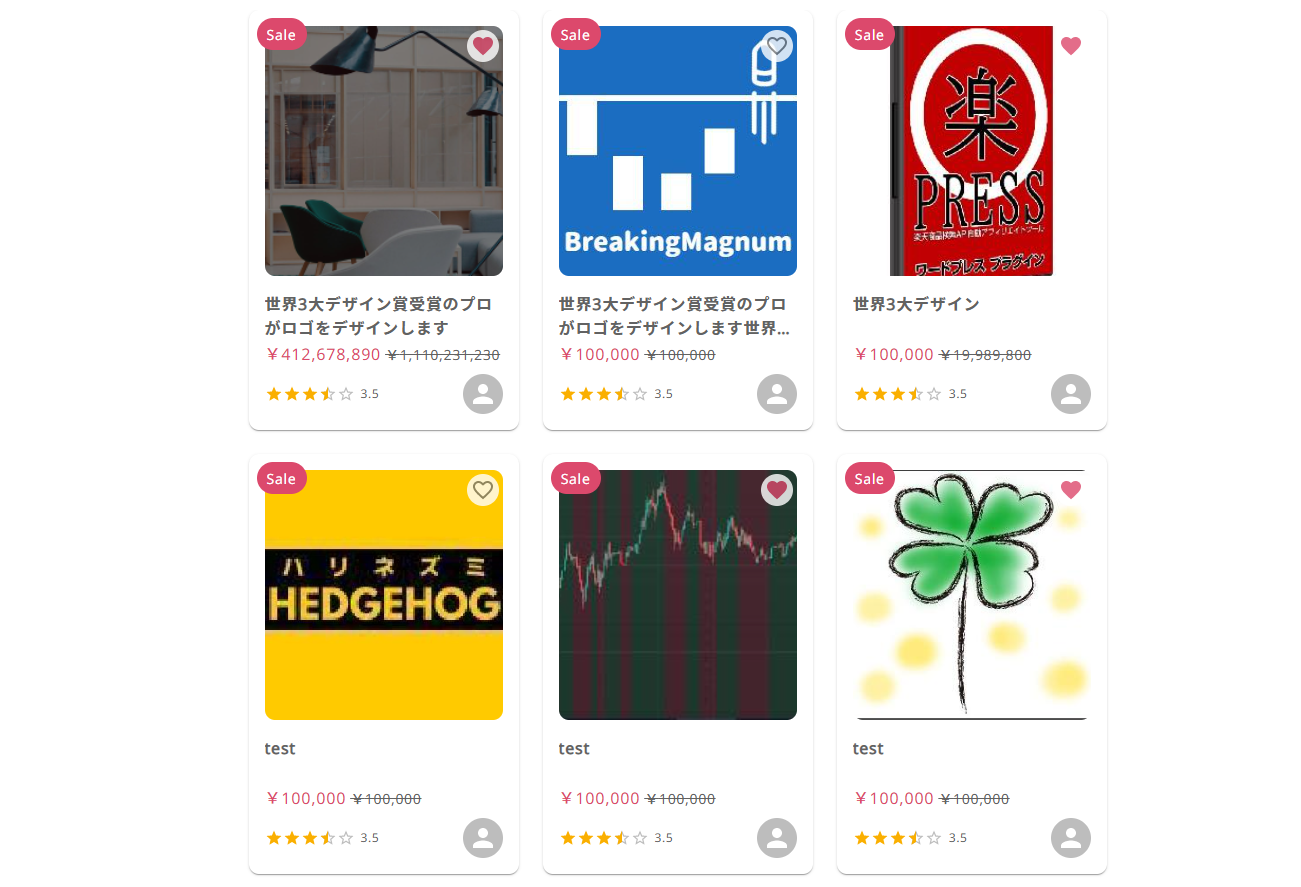 Sale
Sale
Sale
BreakingMagnum
楽
PRESS
ワードプレス プラグイン
世界3大デザイン賞受賞のプロ
がロゴをデザインします
￥412,678,890 ￥1,110,231,230
3.5
世界3大デザイン賞受賞のプロ
がロゴをデザインします世界...
￥100,000 ￥100,000
3.5
世界3大デザイン
￥100,000 ￥19,989,800
3.5
Sale
Sale
Sale
ハリネズミ
HEDGEHOG
test
￥100,000 ￥100,000
3.5
test
￥100,000 ￥100,000
3.5
test
￥100,000 ￥100,000
3.5